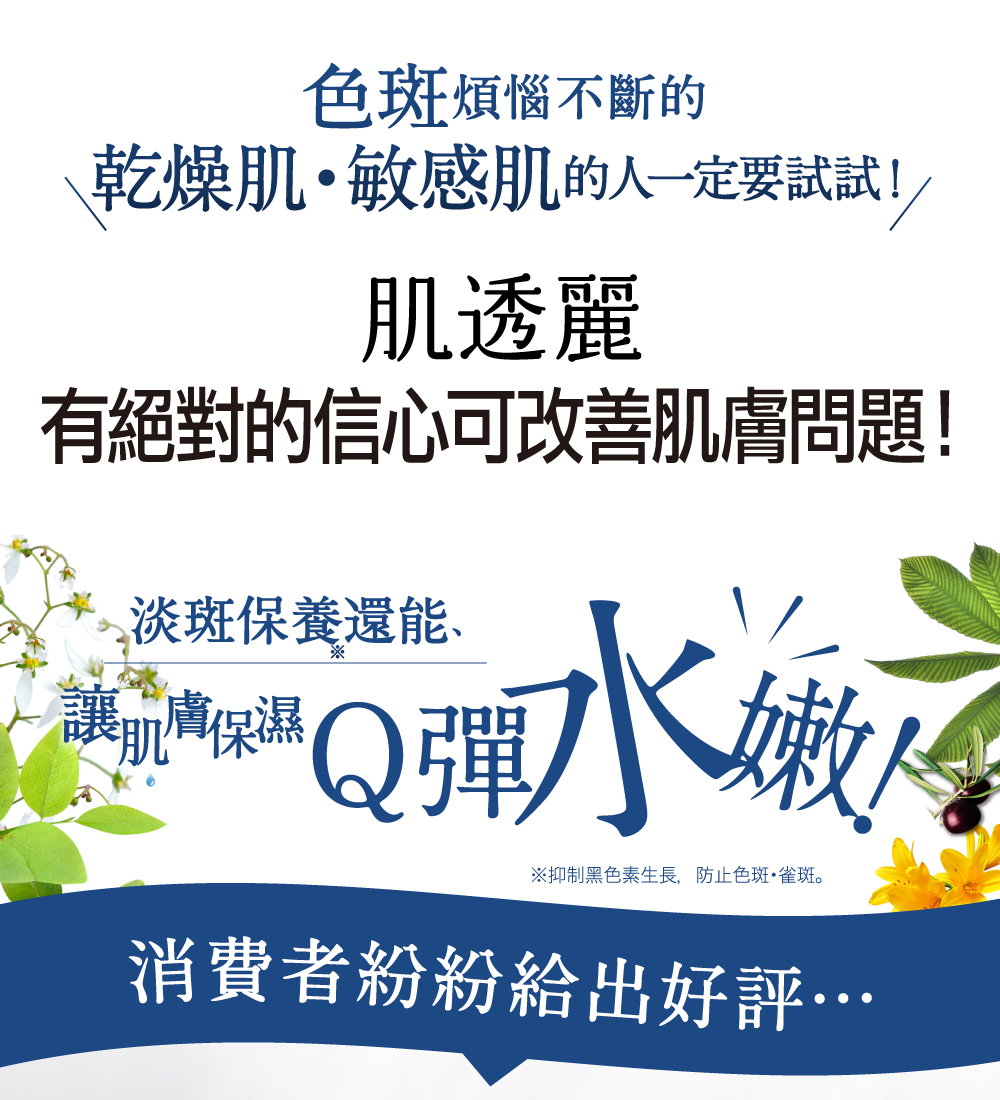 色斑煩惱不斷的
乾燥肌・敏感肌的人一定要試試！
肌透麗
有絕對的信心可改善肌膚問題！
淡斑保養還能、
※
讓肌膚保濕Q彈水嫩！
※抑制黑色素生長，防止色斑・雀斑。
消費者紛紛給出好評…